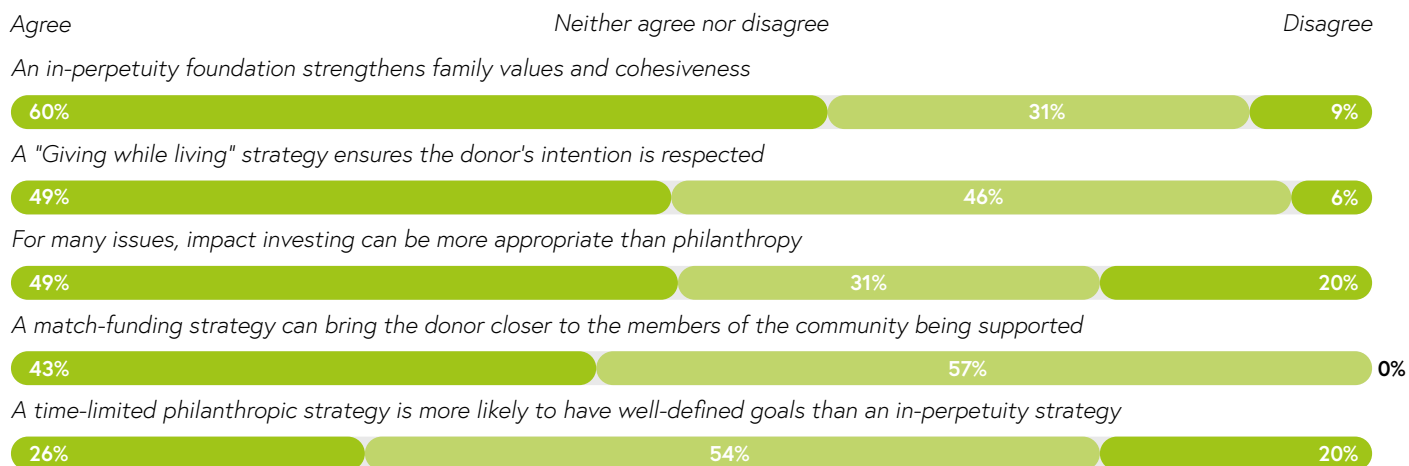 Agree Neither agree nor disagree Disagree
An in-perpetuity foundation strengthens family values and cohesiveness
60% 31% 9%
A "Giving while living" strategy ensures the donor's intention is respected
49% 46% 6%
For many issues, impact investing can be more appropriate than philanthropy
49% 31% 20%
A match-funding strategy can bring the donor closer to the members of the community being supported
43% 57% 0%
A time-limited philanthropic strategy is more likely to have well-defined goals than an in-perpetuity strategy
26% 54% 20%